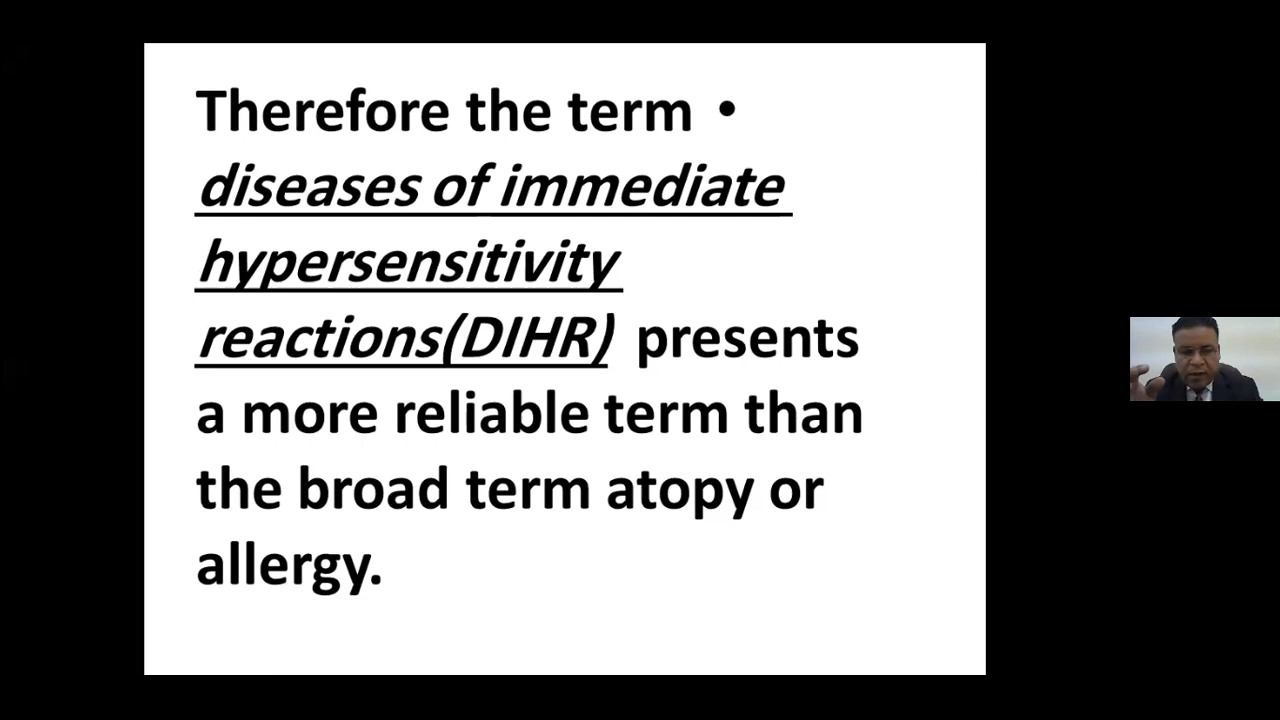 Therefore the term •
diseases of immediate
hypersensitivity
reactions(DIHR) presents
a more reliable term than
the broad term atopy or
allergy.